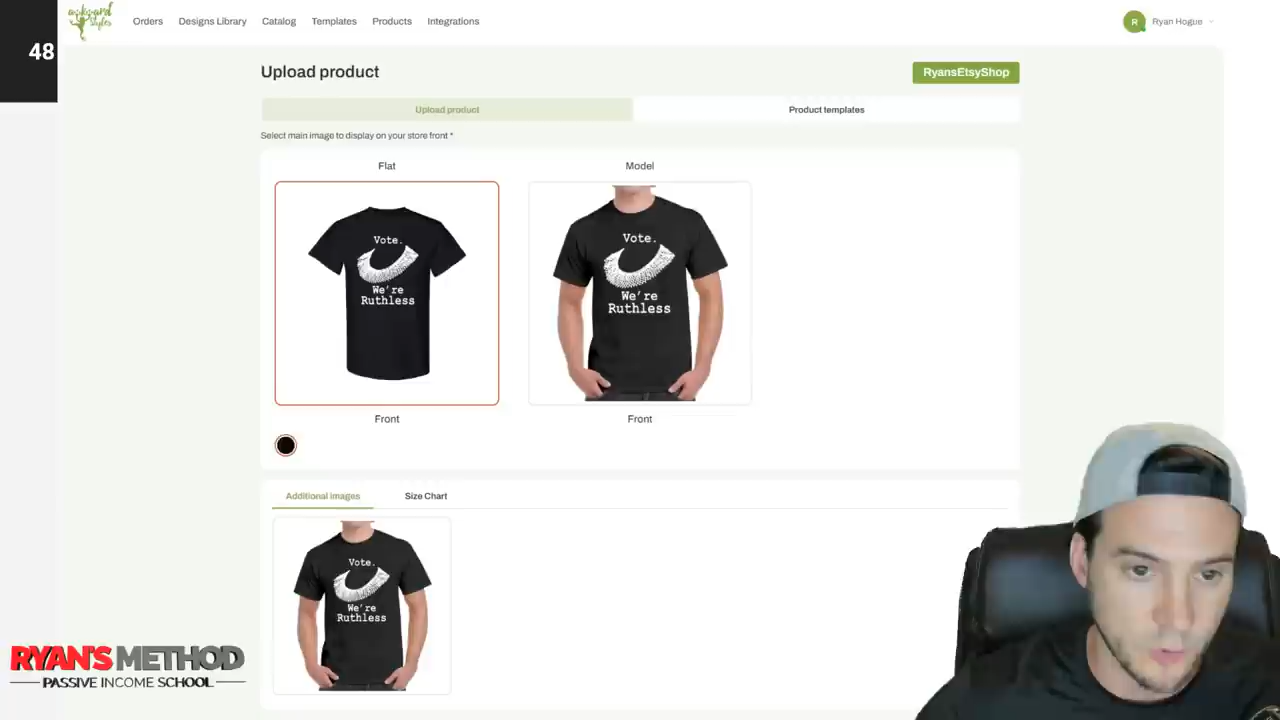 48
awkward
styles
Orders
Designs Library
Catalog
Templates
Products
Integrations
R
Ryan Hogue
Upload product
RyansEtsyShop
Upload product
Product templates
Select main image to display on your store front *
Flat
Model
Vote.
We're
Ruthless
Vote.
We're
Ruthless
Front
Front
Additional images
Size Chart
Vote.
We're
Ruthless
RYAN'S METHOD
PASSIVE INCOME SCHOOL